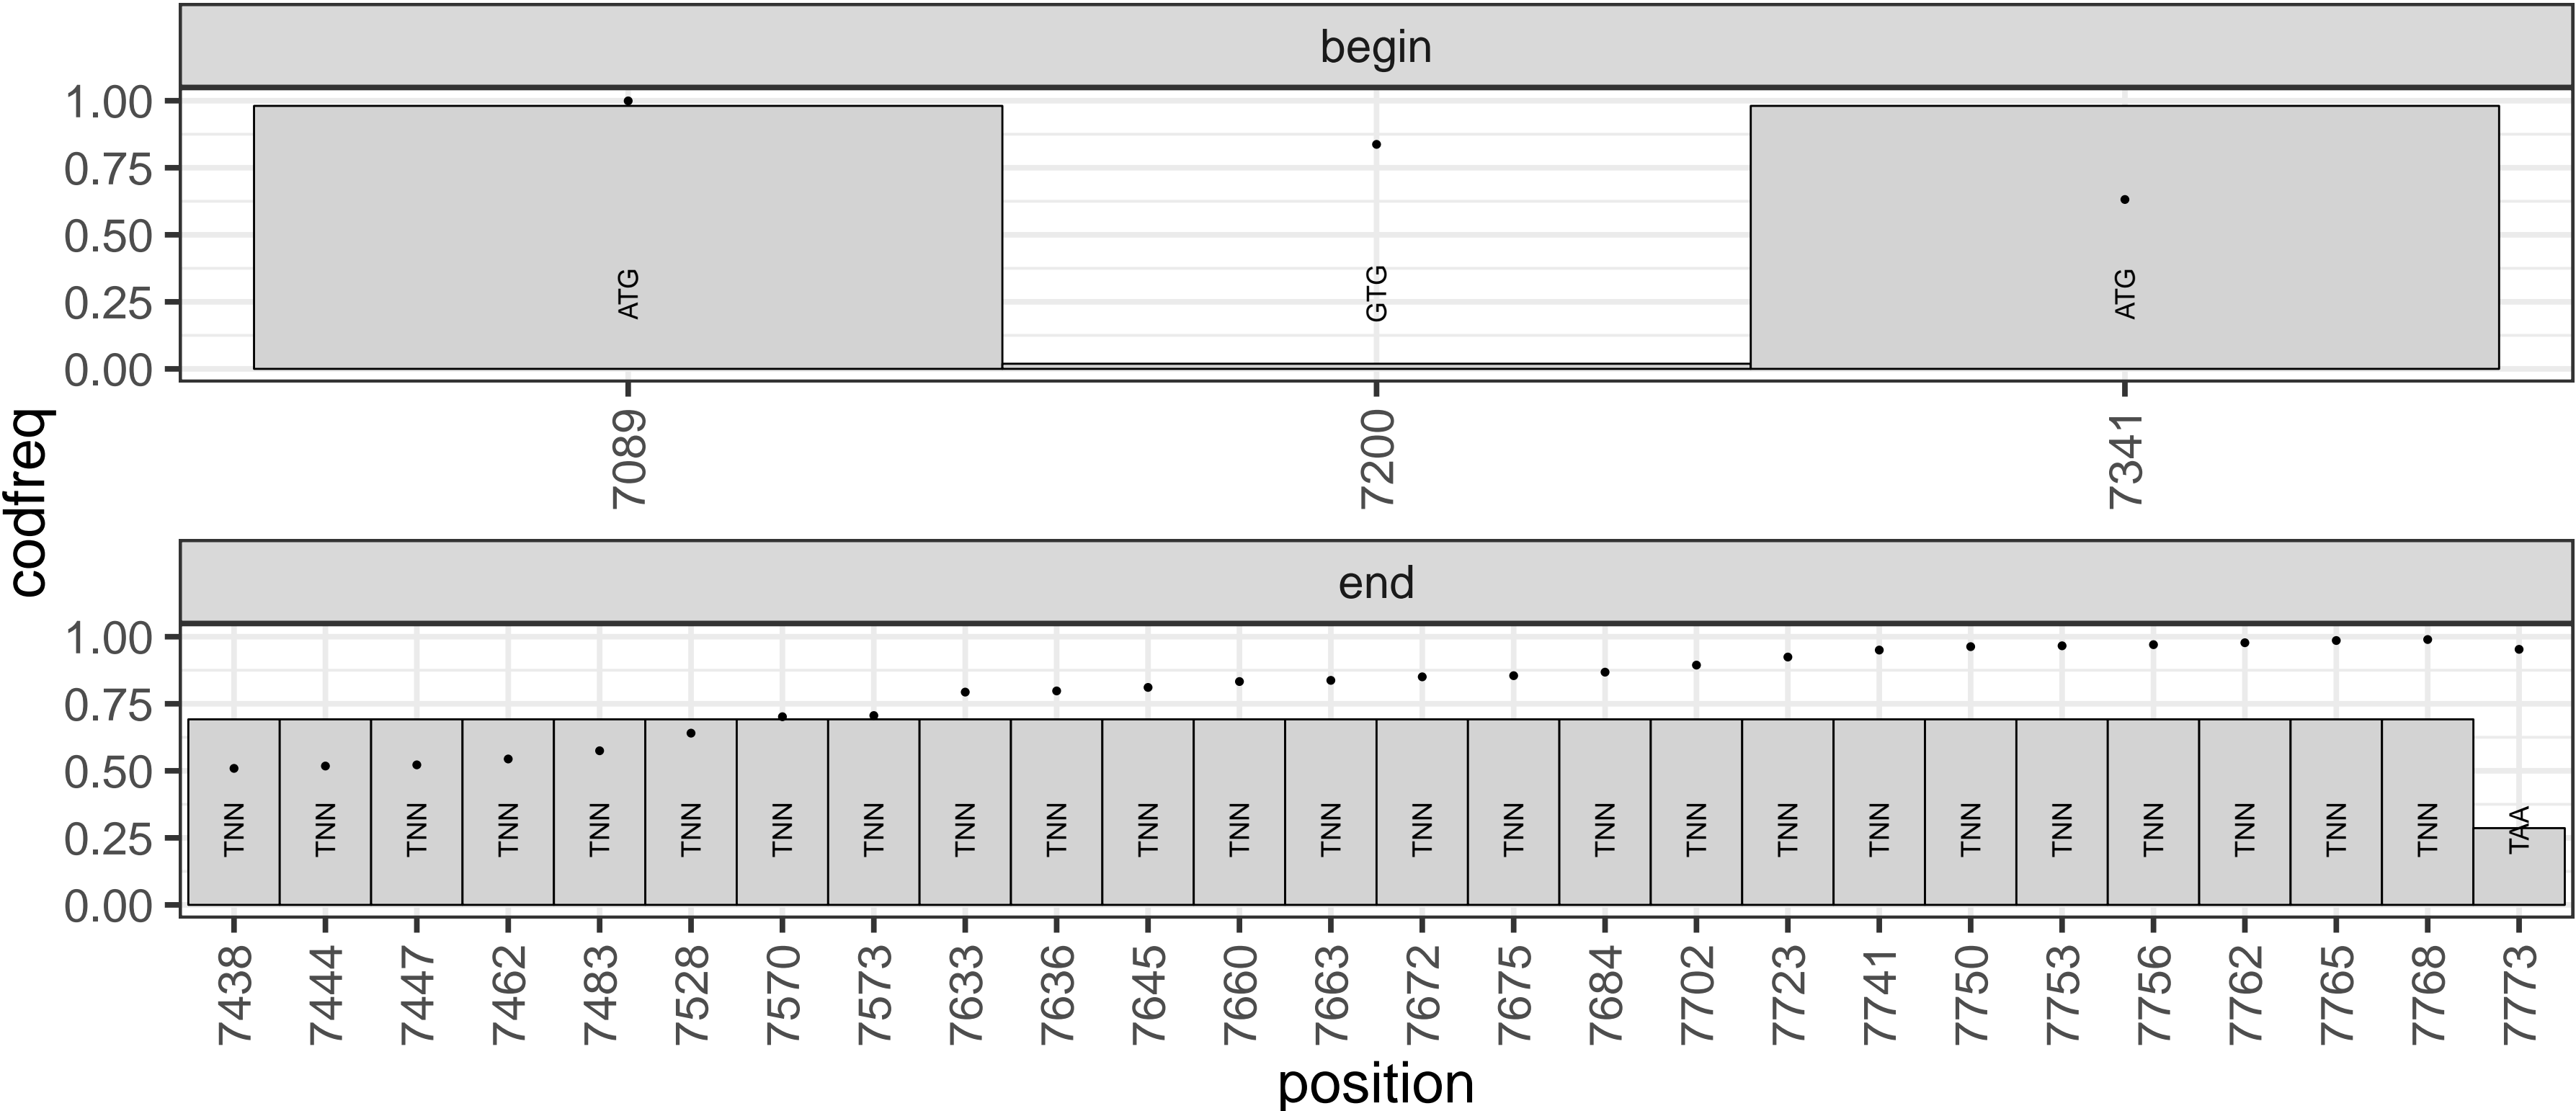 begin
1.00
0.75
0.50
0.25
0.00
ATG
GTG
ATG
7089
7200
7341
codfreq
end
1.00
0.75
0.50
0.25
0.00
TNN TNN TNN TNN TNN TNN TNN TNN TNN TNN TNN TNN TNN TNN TNN TNN TNN TNN TNN TNN TNN TNN TNN TNN TNN TAA
7438 7444 7447 7462 7483 7528 7570 7573 7633 7636 7645 7660 7663 7672 7675 7684 7702 7723 7741 7750 7753 7756 7762 7765 7768 7773
position